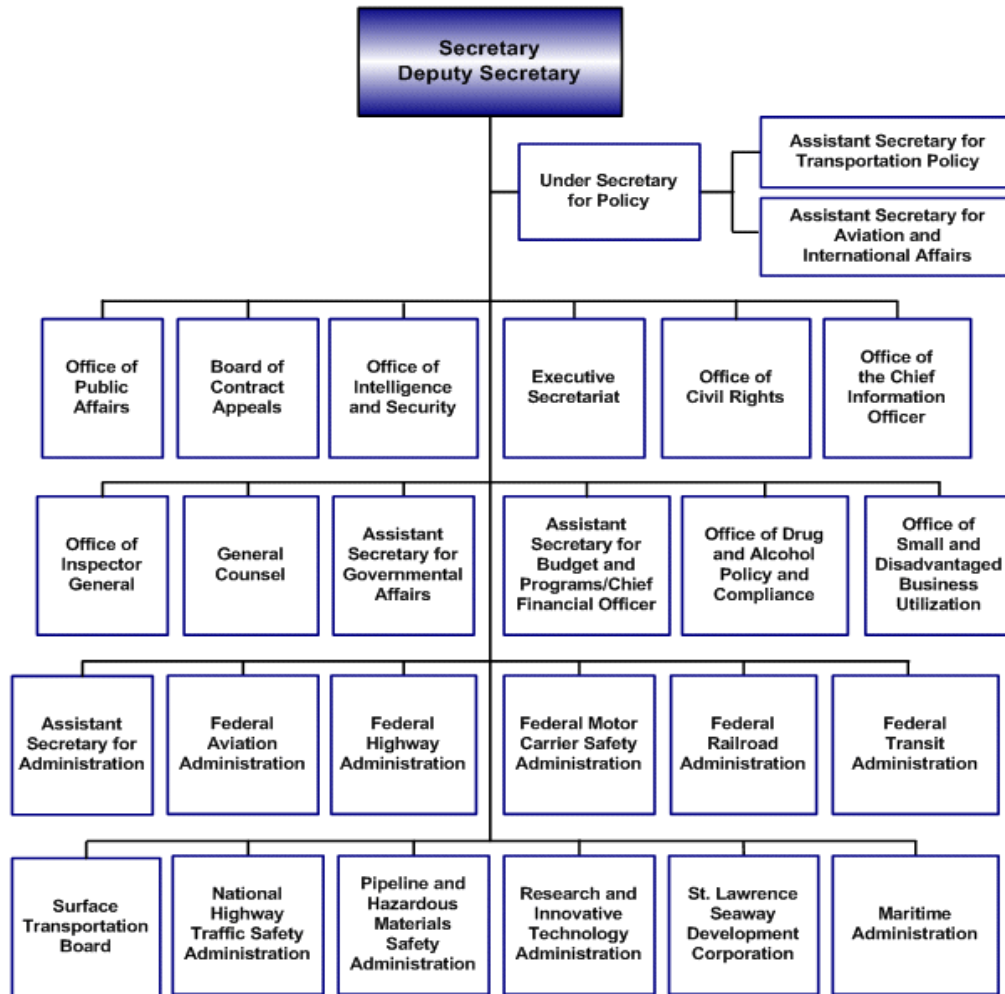 Secretary
Deputy Secretary
Under Secretary
for Policy
Assistant Secretary for
Transportation Policy
Assistant Secretary for
Aviation and
International Affairs
Office of
Public
Affairs
Board of
Contract
Appeals
Office of
Intelligence
and Security
Executive
Secretariat
Office of
Civil Rights
Office of
the Chief
Information
Officer
Office of
Inspector
General
General
Counsel
Assistant
Secretary for
Governmental
Affairs
Assistant
Secretary for
Budget and
Programs/Chief
Financial Officer
Office of Drug
and Alcohol
Policy and
Compliance
Office of
Small and
Disadvantaged
Business
Utilization
Assistant
Secretary for
Administration
Federal
Aviation
Administration
Federal
Highway
Administration
Federal Motor
Carrier Safety
Administration
Federal
Railroad
Administration
Federal
Transit
Administration
Surface
Transportation
Board
National
Highway
Traffic Safety
Administration
Pipeline and
Hazardous
Materials
Safety
Administration
Research and
Innovative
Technology
Administration
St. Lawrence
Seaway
Development
Corporation
Maritime
Administration